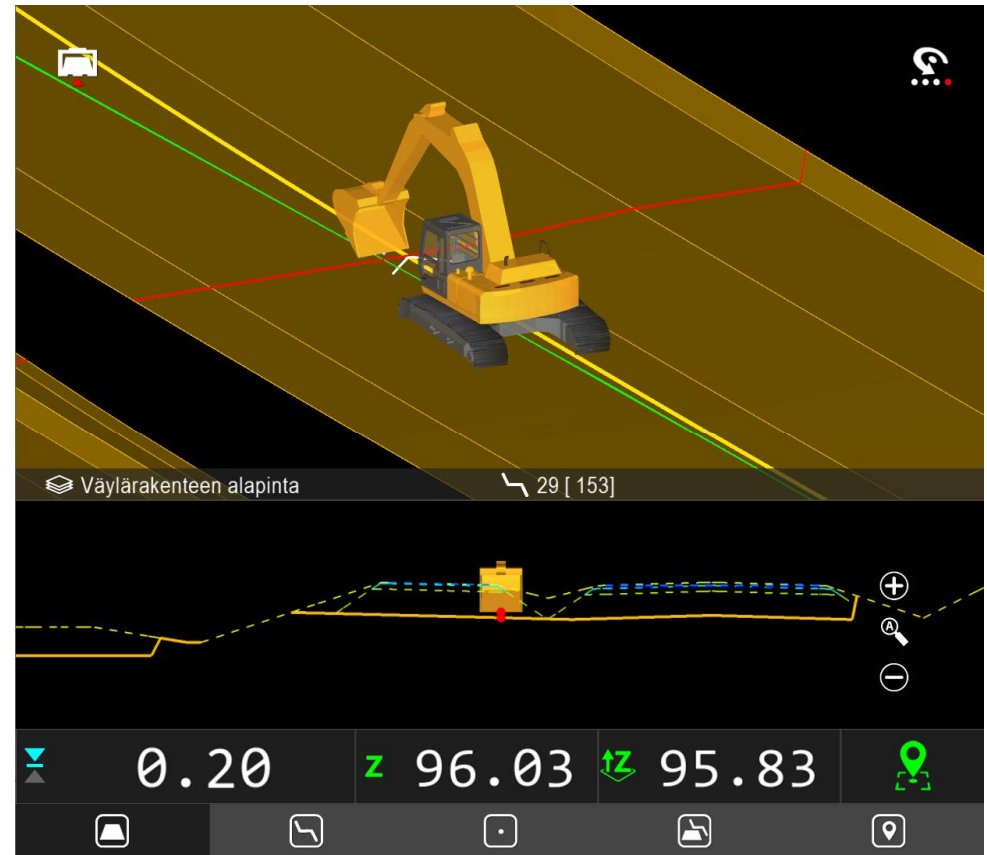 Väylärakenteen alapinta
29 [ 153]
A
0.20
Z 96.03
Z 95.83